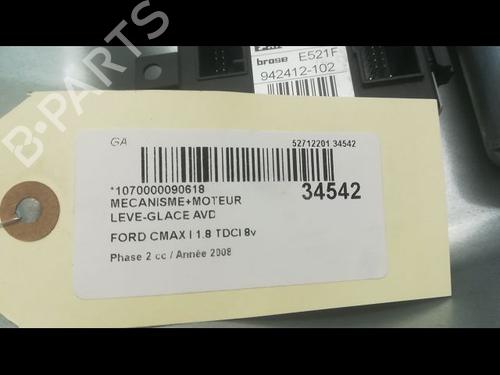 brose E521F
942412-102
B-PARTS
GA
52712201 34542
*1070000090618
MECANISME+MOTEUR
34542
LEVE-GLACE AVD
FORD CMAX I 1.8 TDCI 8v
Phase 2 cc / Année 2008